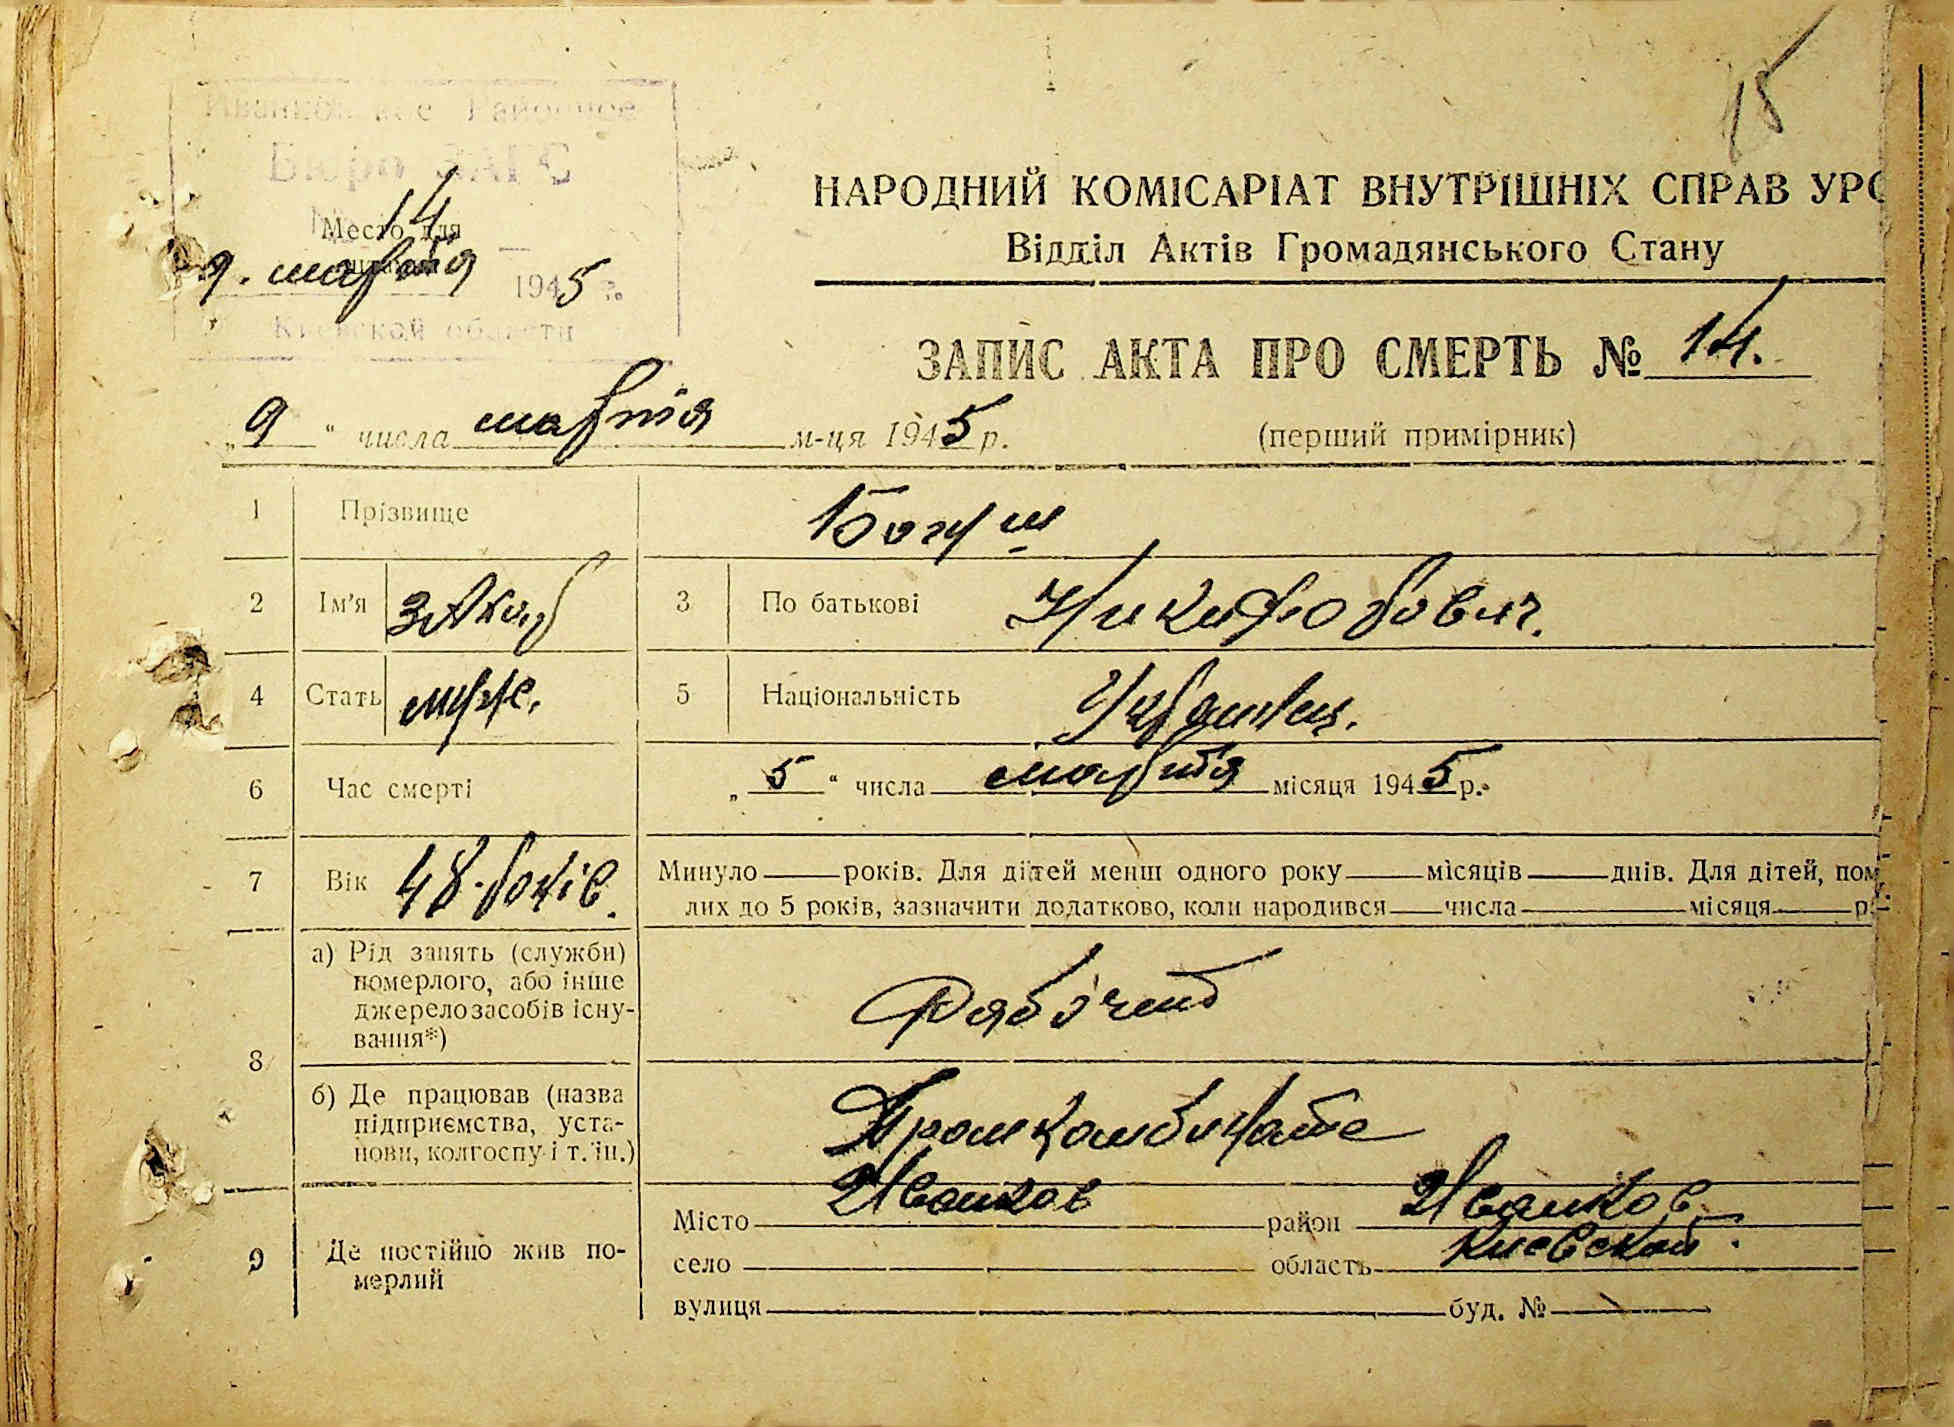 15
Иванковское Районное
Бюро ЗАГС
№ 14
Место для
штампа
9. марта 1945 г.
Киевской области
НАРОДНИЙ КОМІСАРІАТ ВНУТРІШНІХ СПРАВ УРС
Відділ Актів Громадянського Стану
ЗАПИС АКТА ПРО СМЕРТЬ № 14.
„9“ числа марта м-ця 1945 р.
(перший примірник)
1 Прізвище
2 Ім'я 3 По батькові Никифорович.
4 Стать муж. 5 Національність Украинец.
6 Час смерті „5“ числа марта місяця 1945 р.
7 Вік 48 років. Минуло років. Для дітей менш одного року місяців днів. Для дітей, пом
лих до 5 років, зазначити додатково, коли народився числа місяця р.
8 а) Рід занять (служби)
померлого, або інше
джерело засобів існу-
вання*)
б) Де працював (назва
підприємства, уста-
нови, колгоспу і т. ін.)
Промкомбинате
9 Де постійно жив по-
мерлий
Місто Иванков район Иванков
село область Киевской.
вулиця буд. №